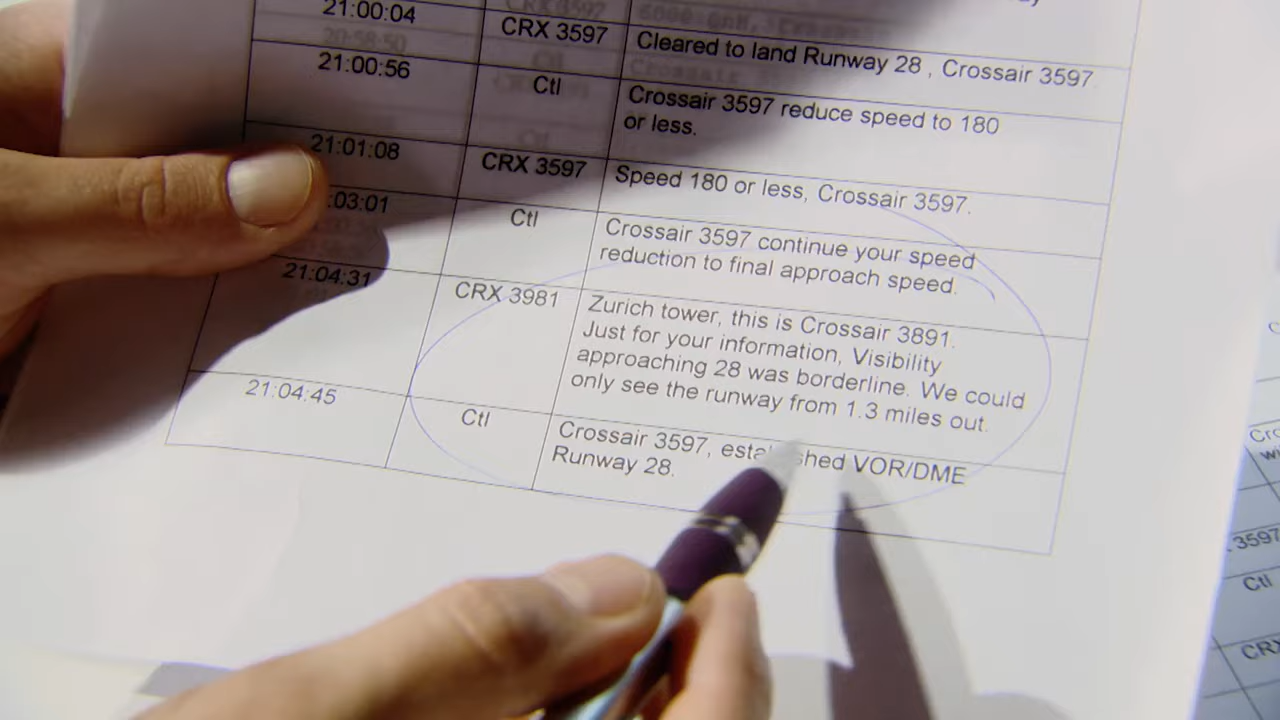 21:00:04
CRX 3597
Cleared to land Runway 28 , Crossair 3597
21:00:56
Ctl
Crossair 3597 reduce speed to 180
or less.
21:01:08
CRX 3597
Speed 180 or less, Crossair 3597.
:03:01
Ctl
Crossair 3597 continue your speed
reduction to final approach speed.
21:04:31
CRX 3981
Zurich tower, this is Crossair 3891.
Just for your information, Visibility
approaching 28 was borderline. We could
only see the runway from 1.3 miles out.
21:04:45
Ctl
Crossair 3597, established VOR/DME
Runway 28.
3597
Ctl
CRX